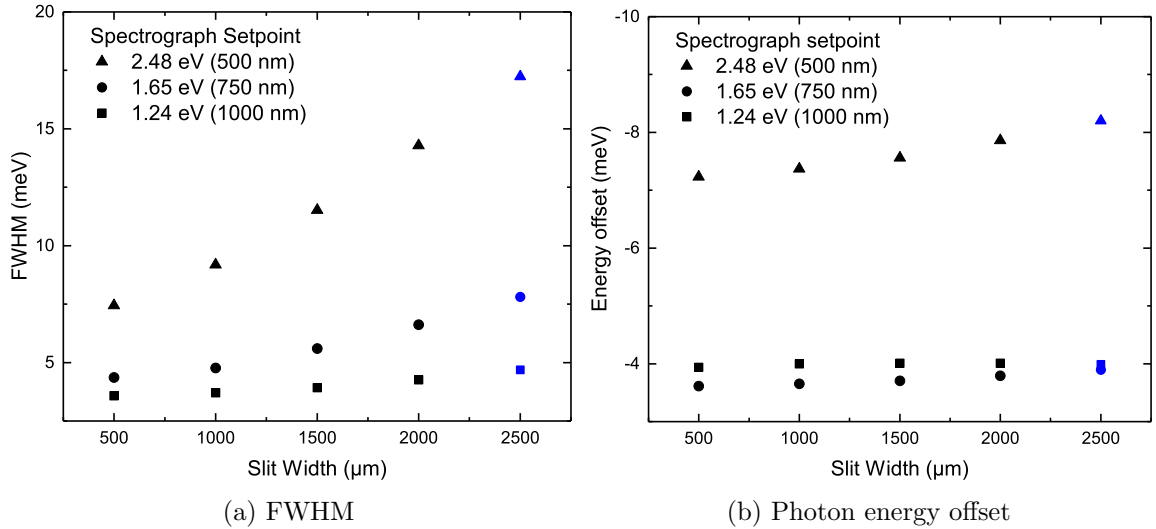 20
15
10
5
FWHM (meV)
Spectrograph Setpoint
2.48 eV (500 nm)
1.65 eV (750 nm)
1.24 eV (1000 nm)
500 1000 1500 2000 2500
Slit Width (µm)
(a) FWHM
-10
-8
-6
-4
Energy offset (meV)
Spectrograph setpoint
2.48 eV (500 nm)
1.65 eV (750 nm)
1.24 eV (1000 nm)
500 1000 1500 2000 2500
Slit Width (µm)
(b) Photon energy offset